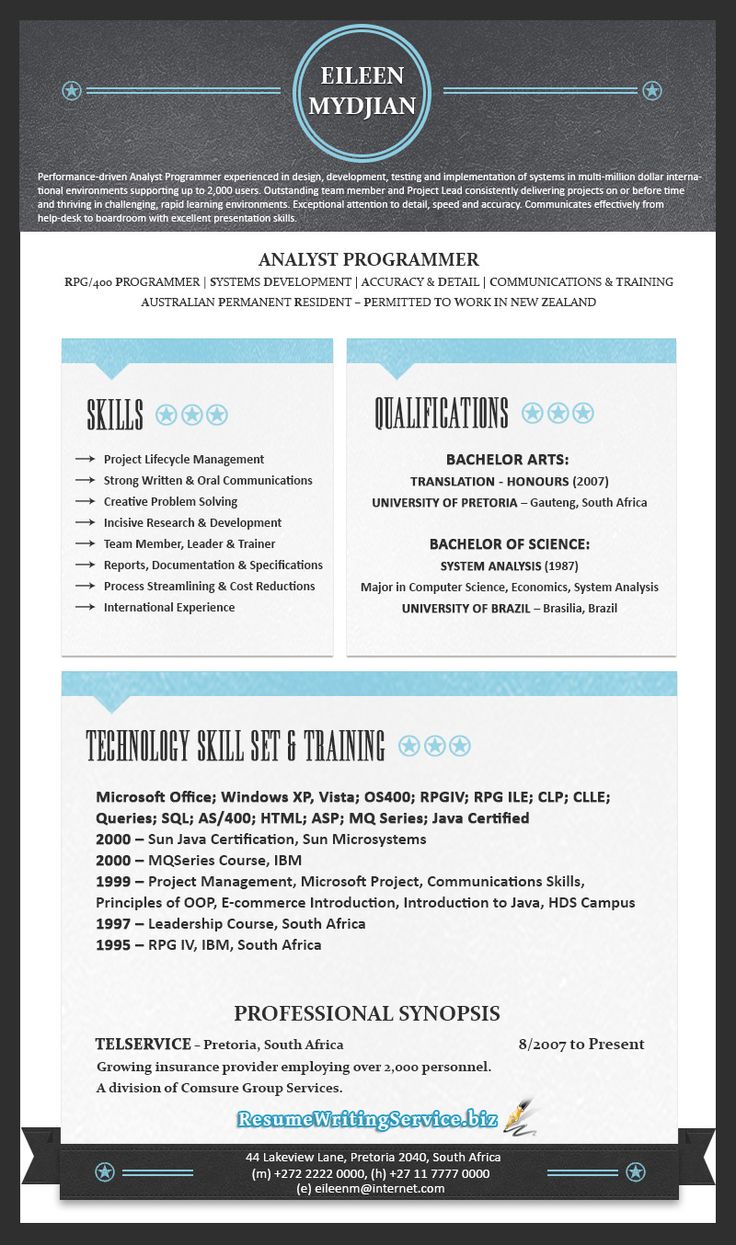 EILEEN
MYDJIAN
Performance-driven Analyst Programmer experienced in design, development, testing and implementation of systems in multi-million dollar interna-
tional environments supporting up to 2,000 users. Outstanding team member and Project Lead consistently delivering projects on or before time
and thriving in challenging, rapid learning environments. Exceptional attention to detail, speed and accuracy. Communicates effectively from
help-desk to boardroom with excellent presentation skills.
ANALYST PROGRAMMER
RPG/400 PROGRAMMER | SYSTEMS DEVELOPMENT | ACCURACY & DETAIL | COMMUNICATIONS & TRAINING
AUSTRALIAN PERMANENT RESIDENT – PERMITTED TO WORK IN NEW ZEALAND
SKILLS
Project Lifecycle Management
Strong Written & Oral Communications
Creative Problem Solving
Incisive Research & Development
Team Member, Leader & Trainer
Reports, Documentation & Specifications
Process Streamlining & Cost Reductions
International Experience
QUALIFICATIONS
BACHELOR ARTS:
TRANSLATION - HONOURS (2007)
UNIVERSITY OF PRETORIA – Gauteng, South Africa
BACHELOR OF SCIENCE:
SYSTEM ANALYSIS (1987)
Major in Computer Science, Economics, System Analysis
UNIVERSITY OF BRAZIL – Brasilia, Brazil
TECHNOLOGY SKILL SET & TRAINING
Microsoft Office; Windows XP, Vista; OS400; RPGIV; RPG ILE; CLP; CLLE;
Queries; SQL; AS/400; HTML; ASP; MQ Series; Java Certified
2000 – Sun Java Certification, Sun Microsystems
2000 – MQSeries Course, IBM
1999 – Project Management, Microsoft Project, Communications Skills,
Principles of OOP, E-commerce Introduction, Introduction to Java, HDS Campus
1997 – Leadership Course, South Africa
1995 – RPG IV, IBM, South Africa
PROFESSIONAL SYNOPSIS
TELSERVICE – Pretoria, South Africa 8/2007 to Present
Growing insurance provider employing over 2,000 personnel.
A division of Comsure Group Services.
ResumeWritingService.biz
44 Lakeview Lane, Pretoria 2040, South Africa
(m) +272 2222 0000, (h) +27 11 7777 0000
(e) eileenm@internet.com